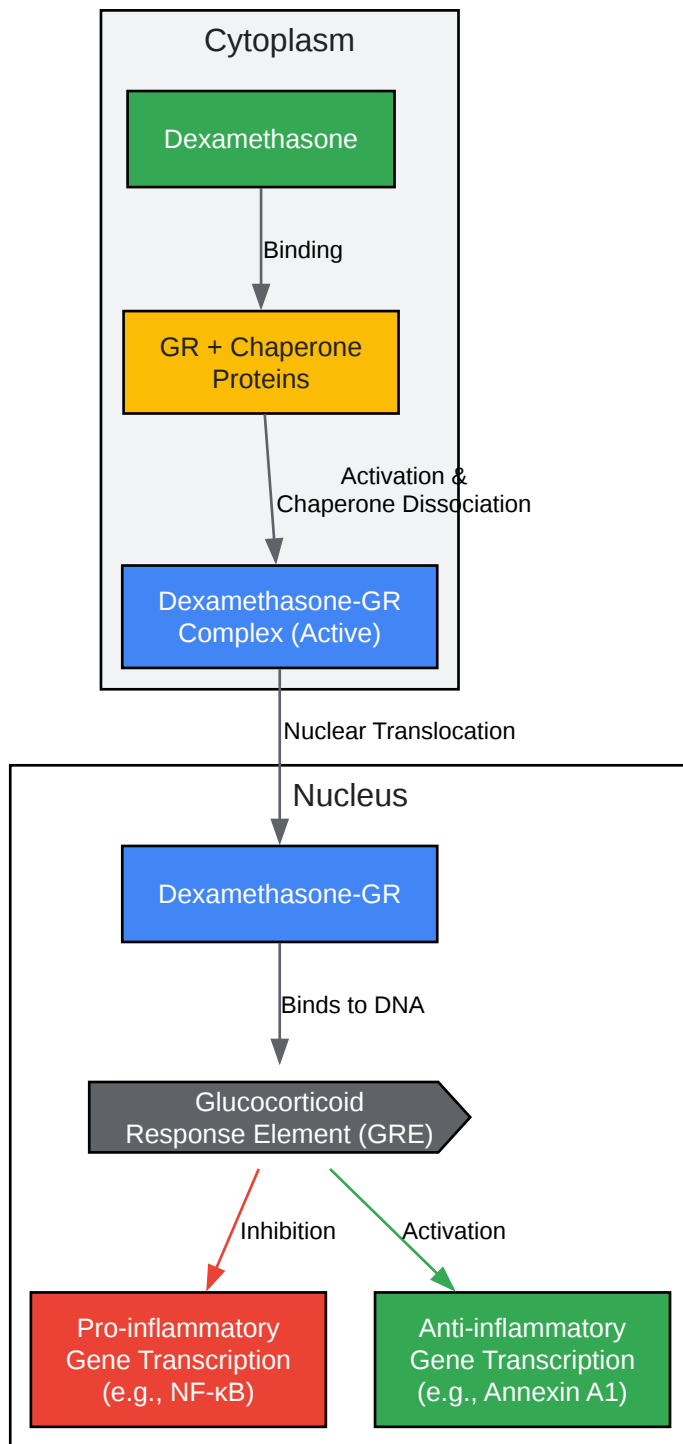 Cytoplasm
Dexamethasone
Binding
GR + Chaperone
Proteins
Activation &
Chaperone Dissociation
Dexamethasone-GR
Complex (Active)
Nuclear Translocation
Nucleus
Dexamethasone-GR
Binds to DNA
Glucocorticoid
Response Element (GRE)
Inhibition
Activation
Pro-inflammatory
Gene Transcription
(e.g., NF-κB)
Anti-inflammatory
Gene Transcription
(e.g., Annexin A1)